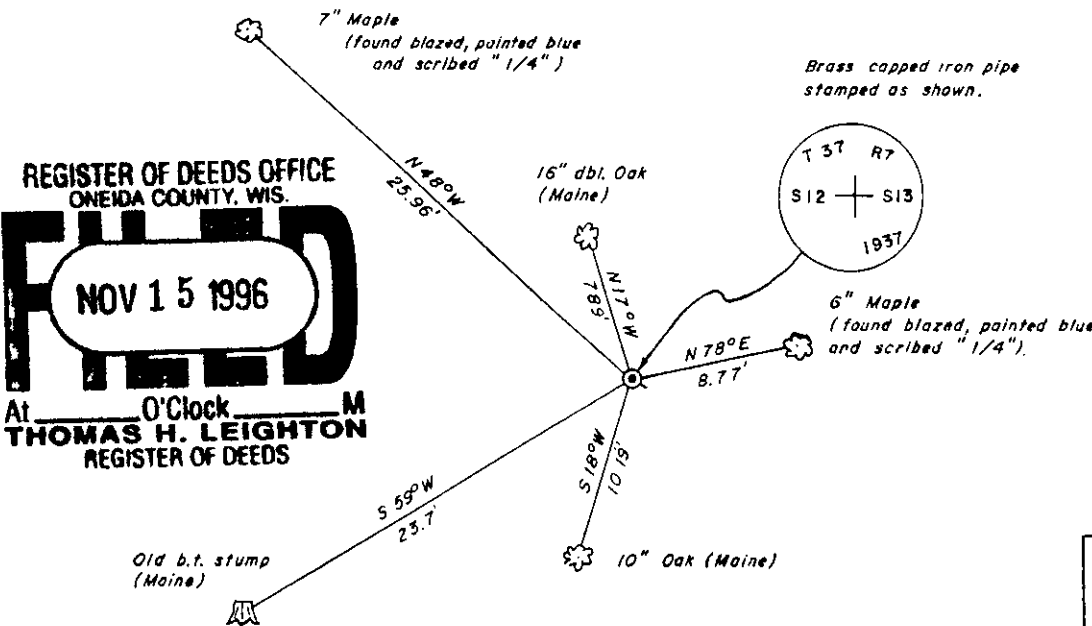 7" Maple
(found blazed, painted blue
and scribed "1/4")
Brass capped iron pipe
stamped as shown.
T 37 R7
S12 S13
1937
REGISTER OF DEEDS OFFICE
ONEIDA COUNTY, WIS.
FILED
NOV 15 1996
At ______ O'Clock ______ M
THOMAS H. LEIGHTON
REGISTER OF DEEDS
N 48°W
25.96'
16" dbl. Oak
(Maine)
N 17°W
7.89'
6" Maple
(found blazed, painted blue
and scribed "1/4").
N 78°E
8.77'
S 18°W
10.19'
S 59°W
23.7'
Old b.t. stump
(Maine)
10" Oak (Maine)